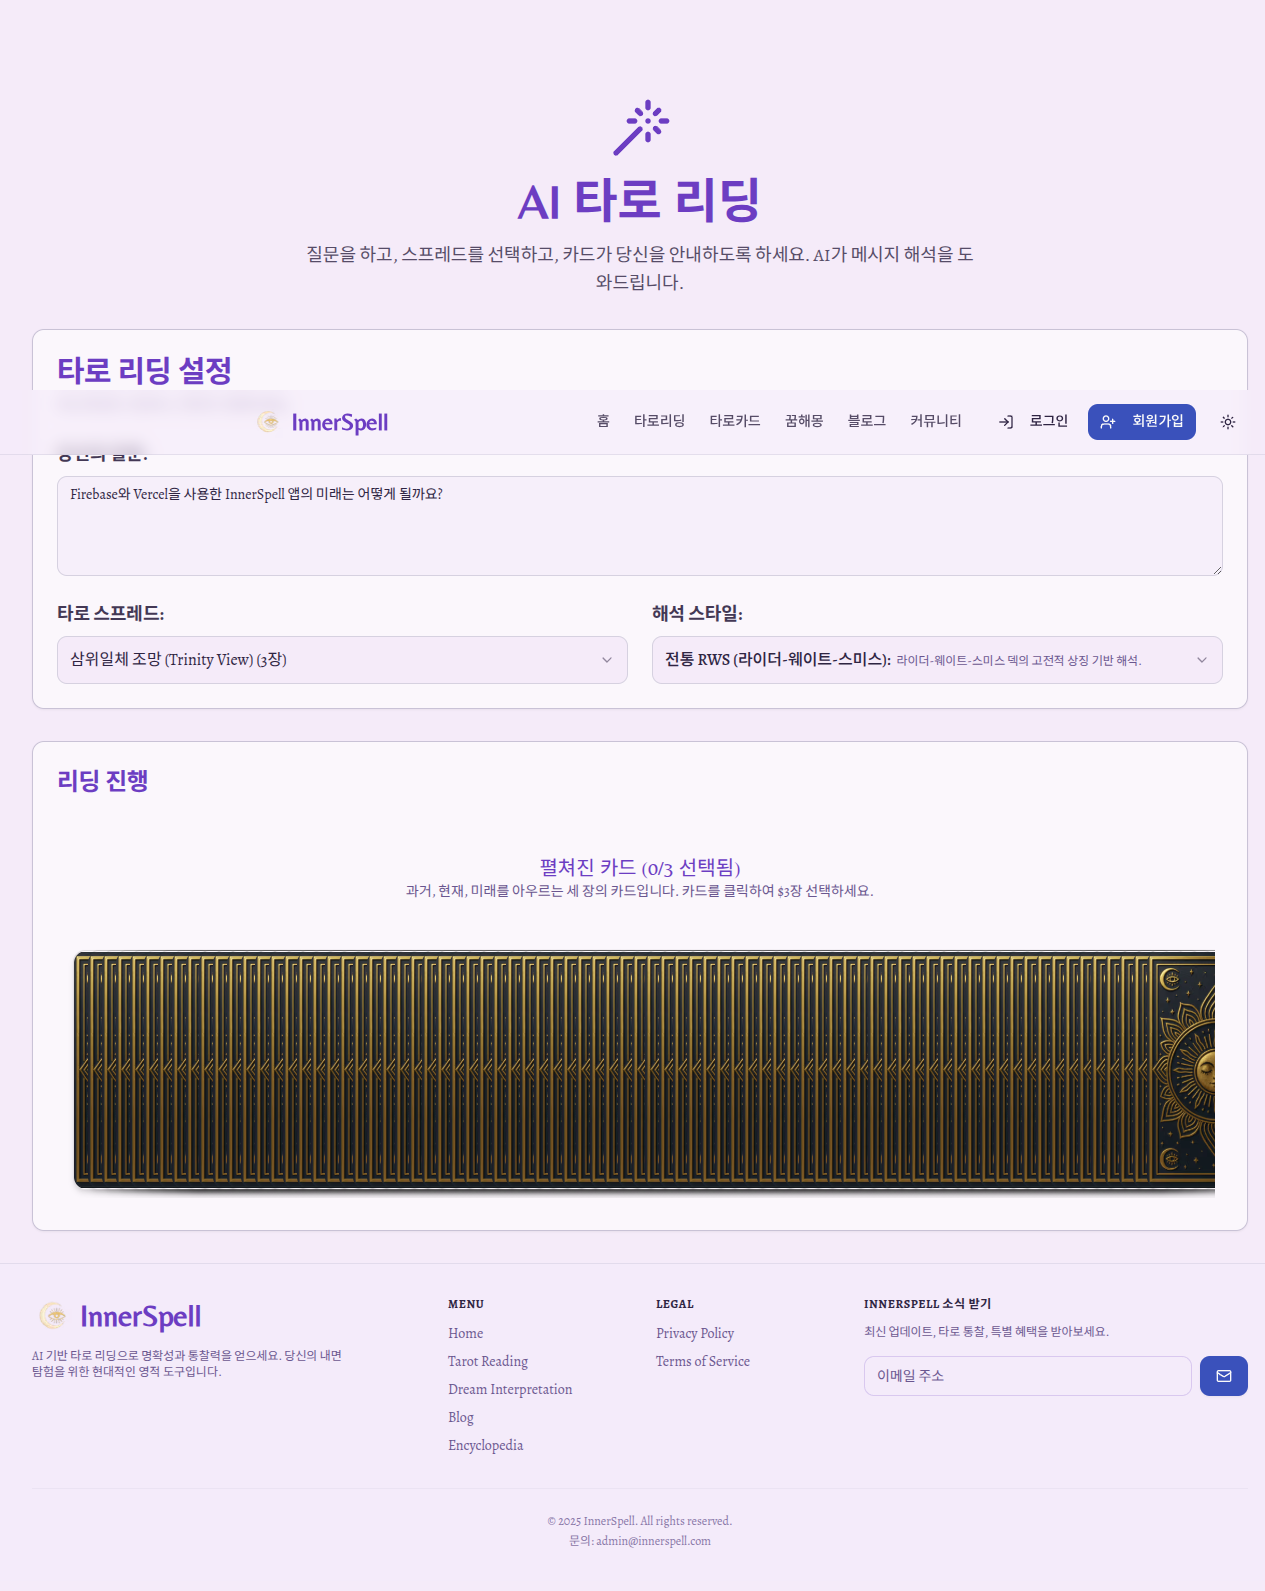 AI 타로 리딩
질문을 하고, 스프레드를 선택하고, 카드가 당신을 안내하도록 하세요. AI가 메시지 해석을 도
와드립니다.
타로 리딩 설정
InnerSpell
홈
타로리딩
타로카드
꿈해몽
블로그
커뮤니티
로그인
회원가입
당신의 질문:
Firebase와 Vercel을 사용한 InnerSpell 앱의 미래는 어떻게 될까요?
타로 스프레드:
해석 스타일:
삼위일체 조망 (Trinity View) (3장)
전통 RWS (라이더-웨이트-스미스): 라이더-웨이트-스미스 덱의 고전적 상징 기반 해석.
리딩 진행
펼쳐진 카드 (0/3 선택됨)
과거, 현재, 미래를 아우르는 세 장의 카드입니다. 카드를 클릭하여 $3장 선택하세요.
InnerSpell
AI 기반 타로 리딩으로 명확성과 통찰력을 얻으세요. 당신의 내면
탐험을 위한 현대적인 영적 도구입니다.
MENU
Home
Tarot Reading
Dream Interpretation
Blog
Encyclopedia
LEGAL
Privacy Policy
Terms of Service
INNERSPELL 소식 받기
최신 업데이트, 타로 통찰, 특별 혜택을 받아보세요.
이메일 주소
© 2025 InnerSpell. All rights reserved.
문의: admin@innerspell.com